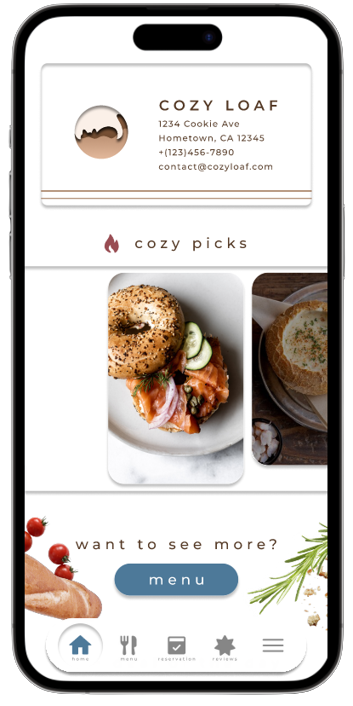 COZY LOAF
1234 Cookie Ave
Hometown, CA 12345
+(123)456-7890
contact@cozyloaf.com
cozy picks
want to see more?
menu
home menu reservation reviews